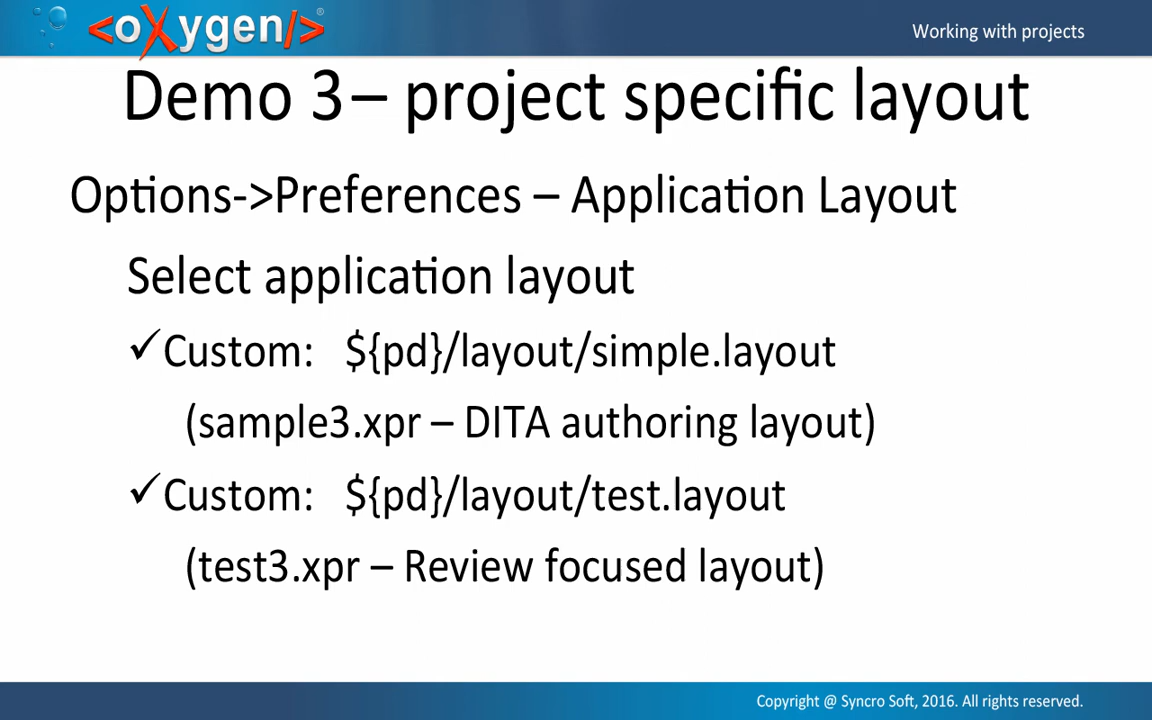 <oXygen/>®
Working with projects
Demo 3 – project specific layout
Options->Preferences – Application Layout
Select application layout
✓Custom: ${pd}/layout/simple.layout
(sample3.xpr – DITA authoring layout)
✓Custom: ${pd}/layout/test.layout
(test3.xpr – Review focused layout)
Copyright @ Syncro Soft, 2016. All rights reserved.